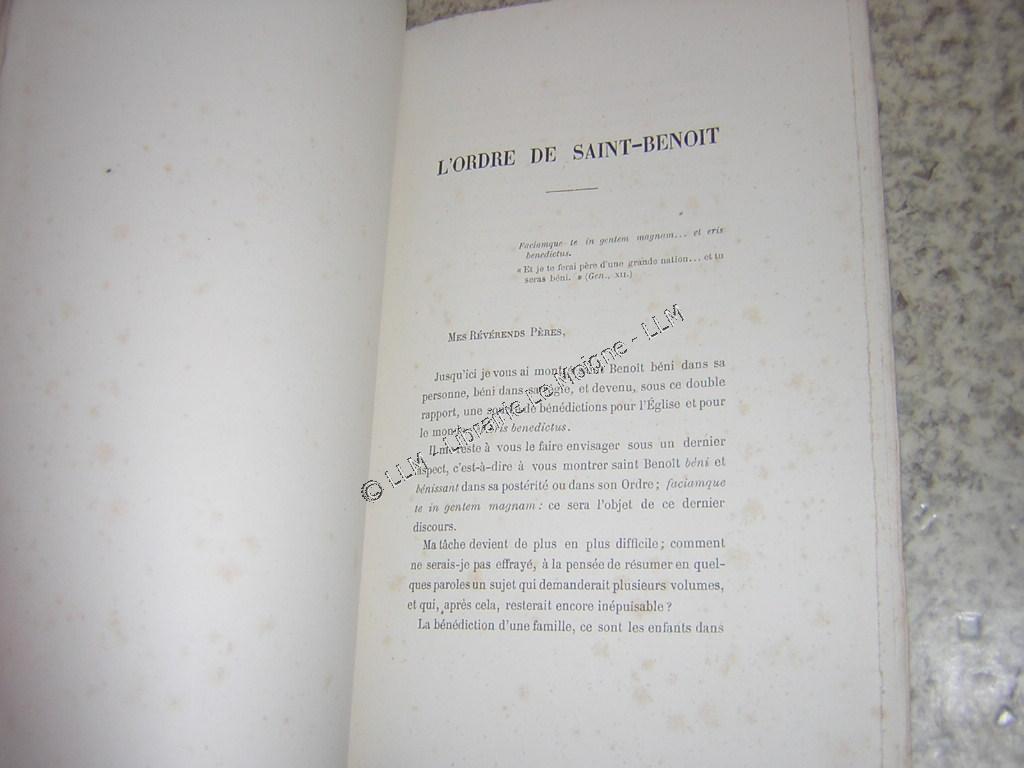 L'ORDRE DE SAINT-BENOIT
Faciamque te in gentem magnam... et eris
benedictus.
« Et je te ferai père d'une grande nation... et tu
seras béni. » (Gen., XII.)
MES RÉVÉRENDS PÈRES,
Jusqu'ici je vous ai montré saint Benoît béni dans sa
personne, béni dans sa règle, et devenu, sous ce double
rapport, une source de bénédictions pour l'Église et pour
le monde: eris benedictus.
Il me reste à vous le faire envisager sous un dernier
aspect, c'est-à-dire à vous montrer saint Benoît béni et
bénissant dans sa postérité ou dans son Ordre; faciamque
te in gentem magnam: ce sera l'objet de ce dernier
discours.
Ma tâche devient de plus en plus difficile; comment
ne serais-je pas effrayé, à la pensée de résumer en quel-
ques paroles un sujet qui demanderait plusieurs volumes,
et qui, après cela, resterait encore inépuisable?
La bénédiction d'une famille, ce sont les enfants dans
© LLM - Librairie Le Moigne - LLM